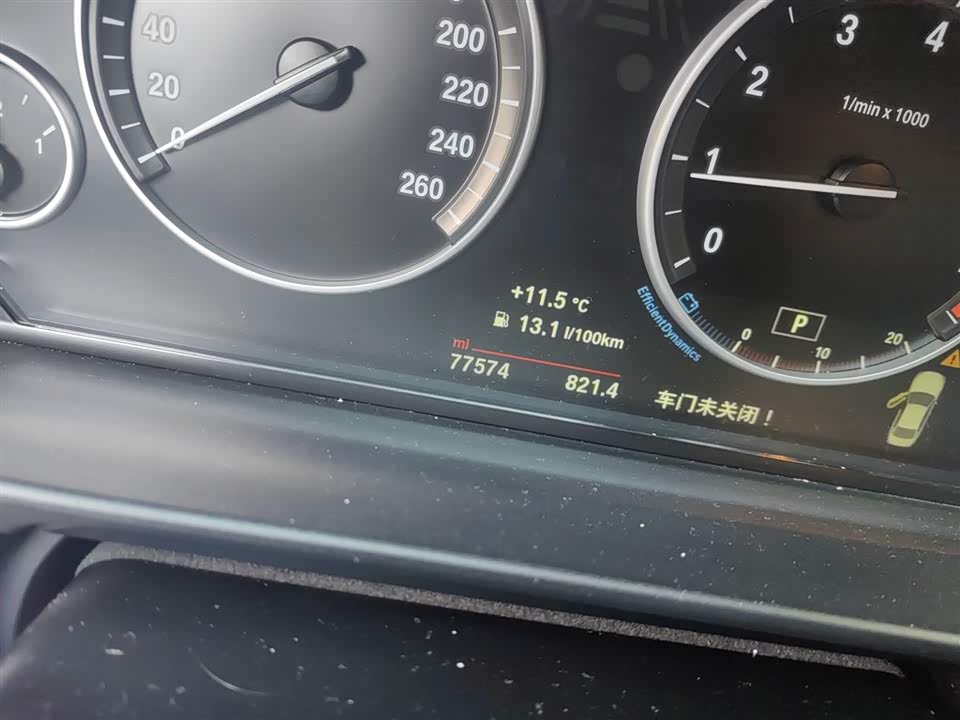 40
20
0
200
220
240
260
1
4
3
2
1
0
1/min x 1000
+11.5 °C
13.1 l/100km
ml
77574 821.4
EfficientDynamics
P
0 10 20
车门未关闭！